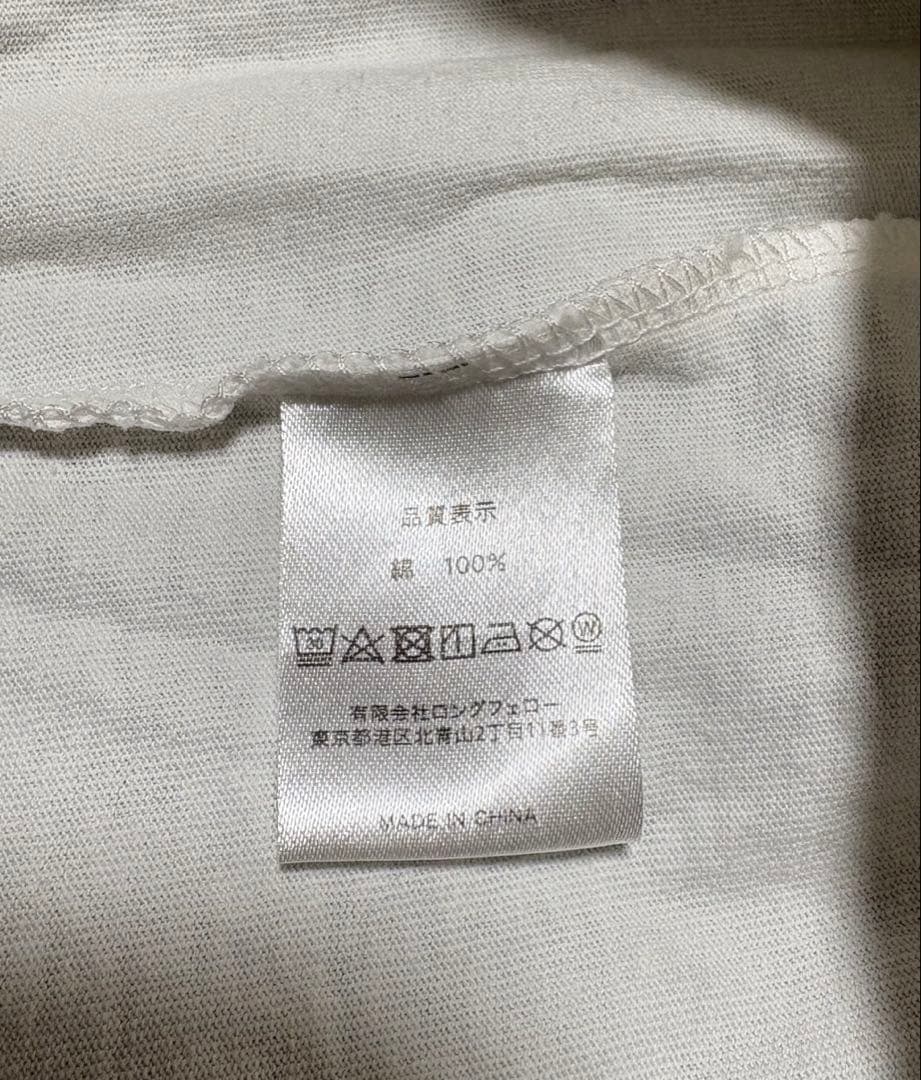 品質表示
綿 100%
30 W
有限会社ロングフェロー
東京都港区北青山2丁目11番3号
MADE IN CHINA